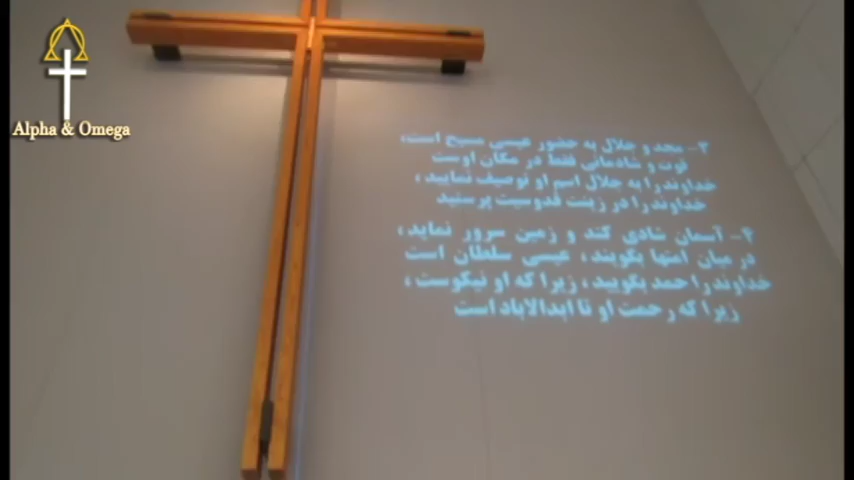 Alpha & Omega
۳- مجد و جلال به حضور عیسی مسیح است،
قوت و شادمانی فقط در مکان اوست
خداوند را به جلال اسم او توصیف نمایید،
خداوند را در زینت قدوسیت پرستید
۴- آسمان شادی کند و زمین سرور نماید،
در میان امتها بگویند، عیسی سلطان است
خداوند را حمد بگویید، زیرا که او نیکوست،
زیرا که رحمت او تا ابدالاباد است